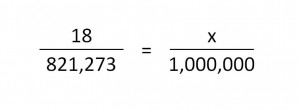 18 / 821,273 = x / 1,000,000